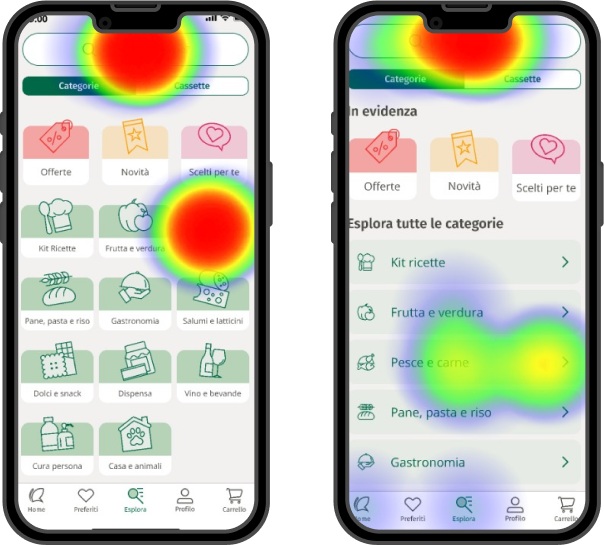 Categorie Cassette
Offerte Novità Scelti per te
Kit Ricette Frutta e verdura
Pane, pasta e riso Gastronomia Salumi e latticini
Dolci e snack Dispensa Vino e bevande
Cura persona Casa e animali
Home Preferiti Esplora Profilo Carrello
Categorie Cassette
In evidenza
Offerte Novità Scelti per te
Esplora tutte le categorie
Kit ricette
Frutta e verdura
Pesce e carne
Pane, pasta e riso
Gastronomia
Home Preferiti Esplora Profilo Carrello